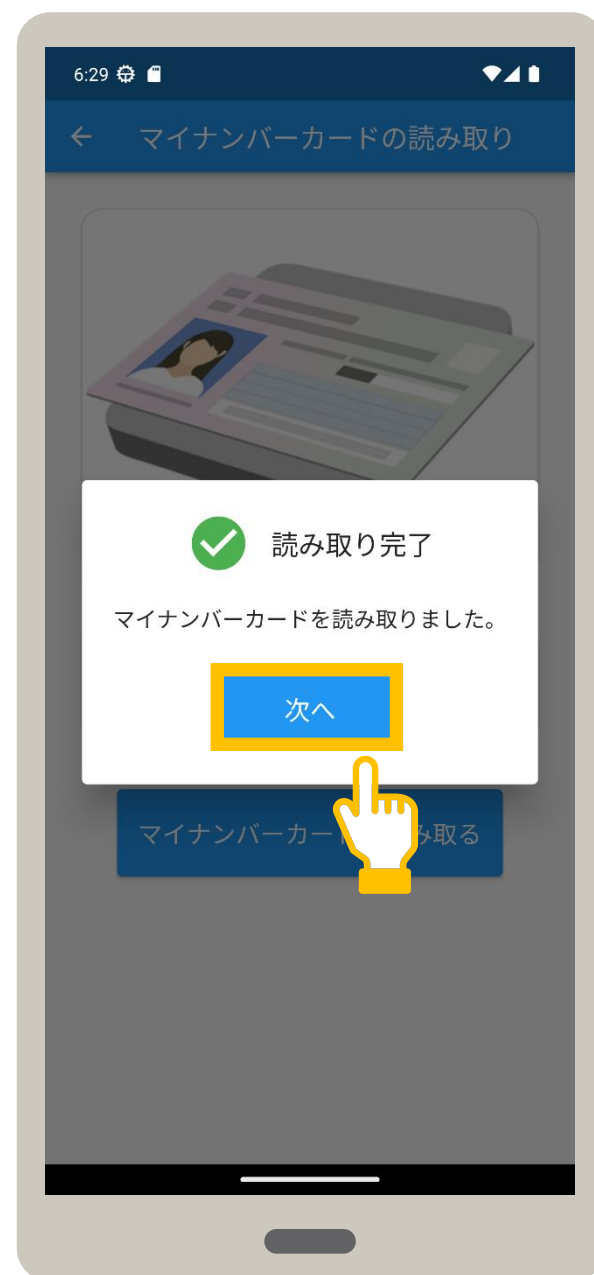 6:29
マイナンバーカードの読み取り
読み取り完了
マイナンバーカードを読み取りました。
次へ
マイナンバーカー み取る